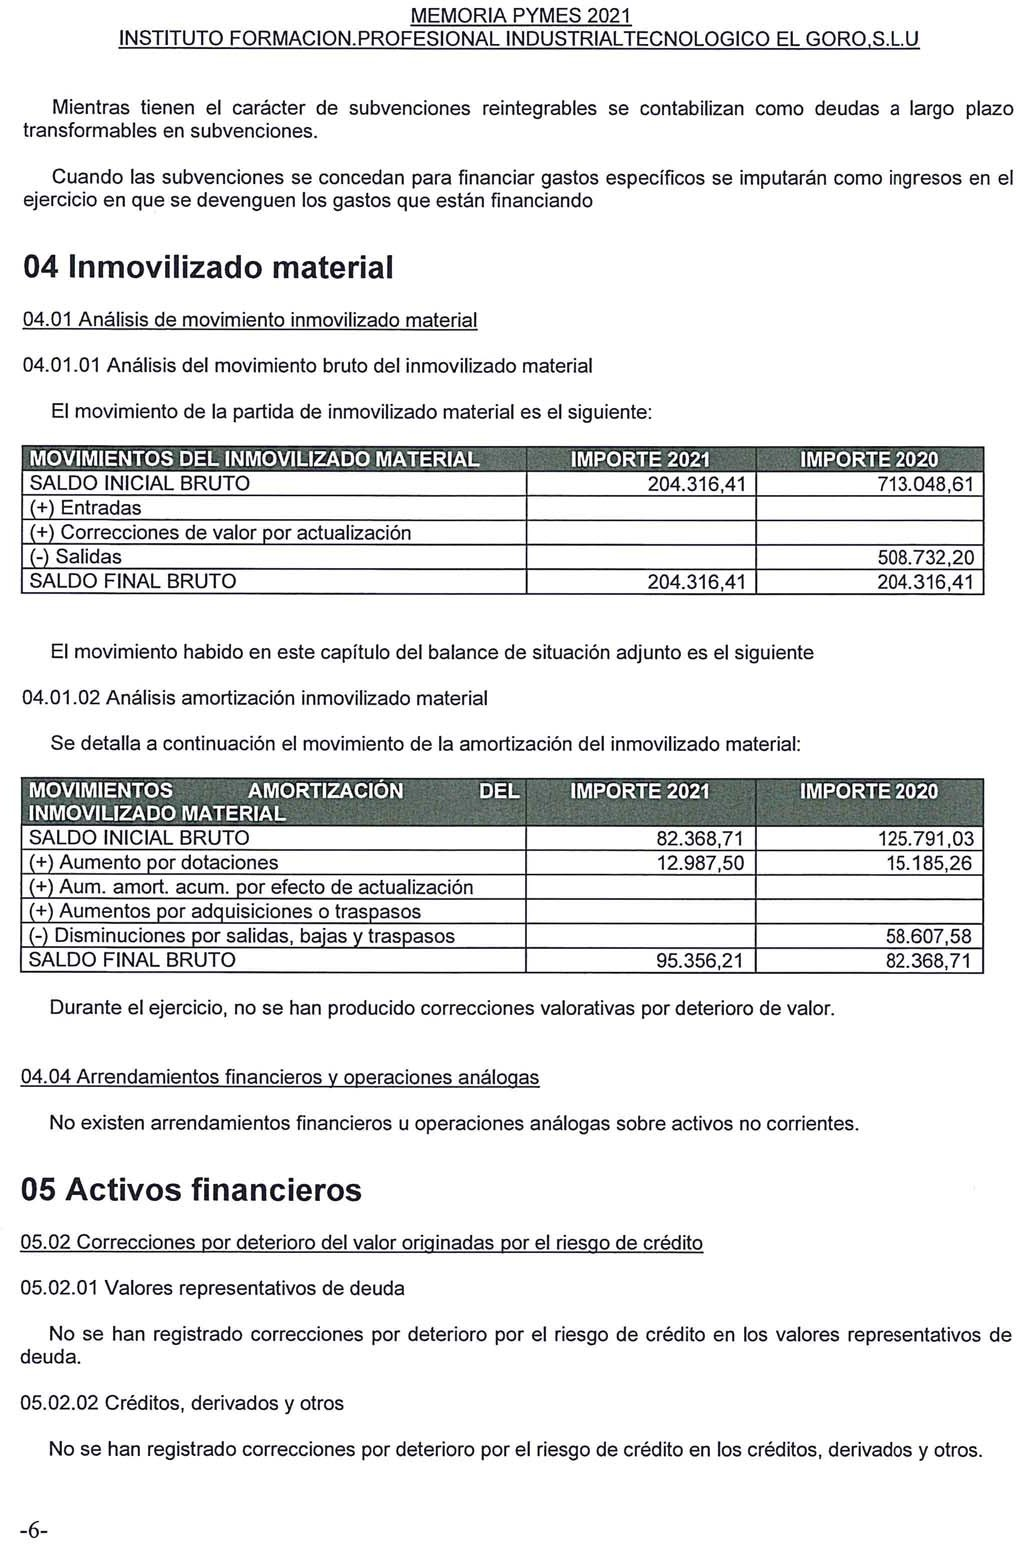 MEMORIA PYMES 2021
INSTITUTO FORMACION.PROFESIONAL INDUSTRIALTECNOLOGICO EL GORO,S.L.U
Mientras tienen el carácter de subvenciones reintegrables se contabilizan como deudas a largo plazo
transformables en subvenciones.
Cuando las subvenciones se concedan para financiar gastos específicos se imputarán como ingresos en el
ejercicio en que se devenguen los gastos que están financiando
04 Inmovilizado material
04.01 Análisis de movimiento inmovilizado material
04.01.01 Análisis del movimiento bruto del inmovilizado material
El movimiento de la partida de inmovilizado material es el siguiente:
MOVIMIENTOS DEL INMOVILIZADO MATERIAL IMPORTE 2021 IMPORTE 2020
SALDO INICIAL BRUTO 204.316,41 713.048,61
(+) Entradas
(+) Correcciones de valor por actualización
(-) Salidas 508.732,20
SALDO FINAL BRUTO 204.316,41 204.316,41
El movimiento habido en este capítulo del balance de situación adjunto es el siguiente
04.01.02 Análisis amortización inmovilizado material
Se detalla a continuación el movimiento de la amortización del inmovilizado material:
MOVIMIENTOS AMORTIZACIÓN DEL IMPORTE 2021 IMPORTE 2020
INMOVILIZADO MATERIAL
SALDO INICIAL BRUTO 82.368,71 125.791,03
(+) Aumento por dotaciones 12.987,50 15.185,26
(+) Aum. amort. acum. por efecto de actualización
(+) Aumentos por adquisiciones o traspasos
(-) Disminuciones por salidas, bajas y traspasos 58.607,58
SALDO FINAL BRUTO 95.356,21 82.368,71
Durante el ejercicio, no se han producido correcciones valorativas por deterioro de valor.
04.04 Arrendamientos financieros y operaciones análogas
No existen arrendamientos financieros u operaciones análogas sobre activos no corrientes.
05 Activos financieros
05.02 Correcciones por deterioro del valor originadas por el riesgo de crédito
05.02.01 Valores representativos de deuda
No se han registrado correcciones por deterioro por el riesgo de crédito en los valores representativos de
deuda.
05.02.02 Créditos, derivados y otros
No se han registrado correcciones por deterioro por el riesgo de crédito en los créditos, derivados y otros.
-6-